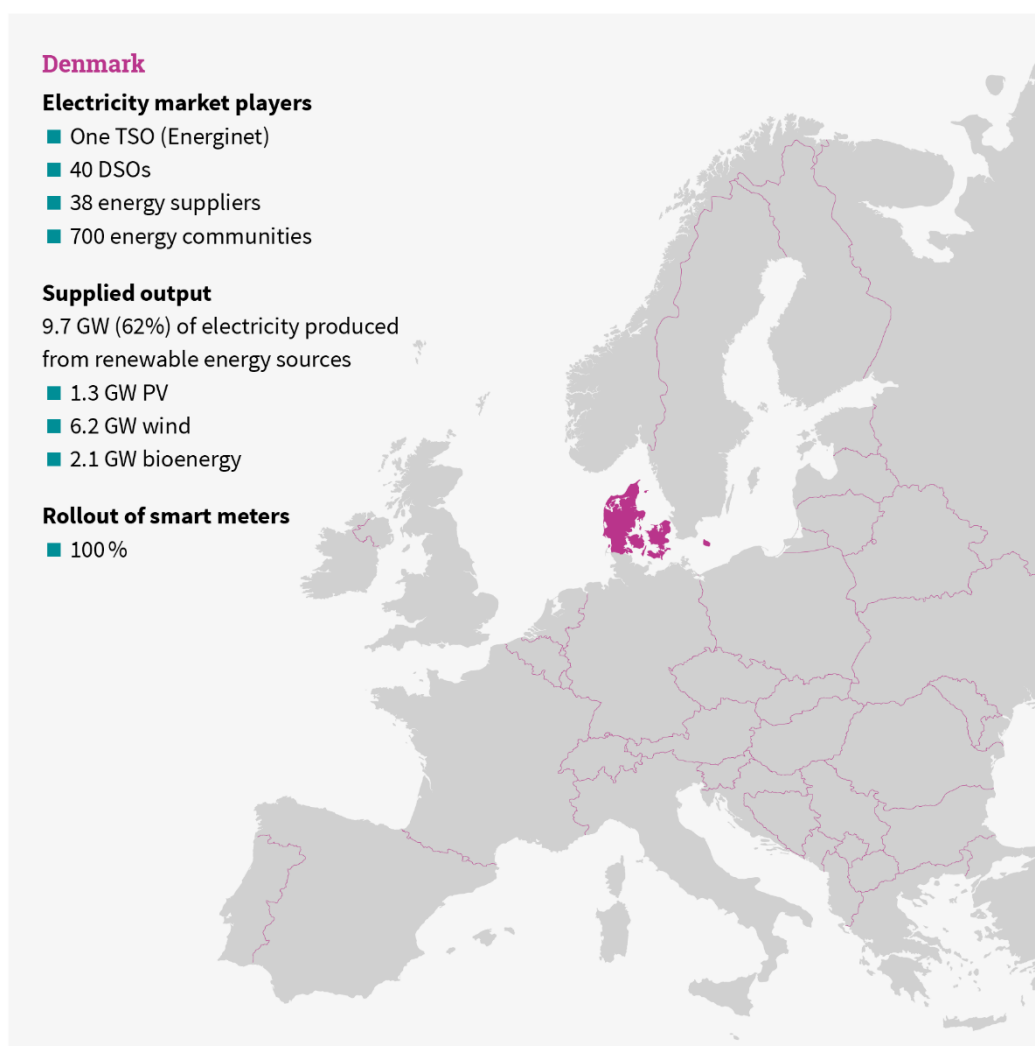 Denmark
Electricity market players
■ One TSO (Energinet)
■ 40 DSOs
■ 38 energy suppliers
■ 700 energy communities
Supplied output
9.7 GW (62%) of electricity produced
from renewable energy sources
■ 1.3 GW PV
■ 6.2 GW wind
■ 2.1 GW bioenergy
Rollout of smart meters
■ 100 %